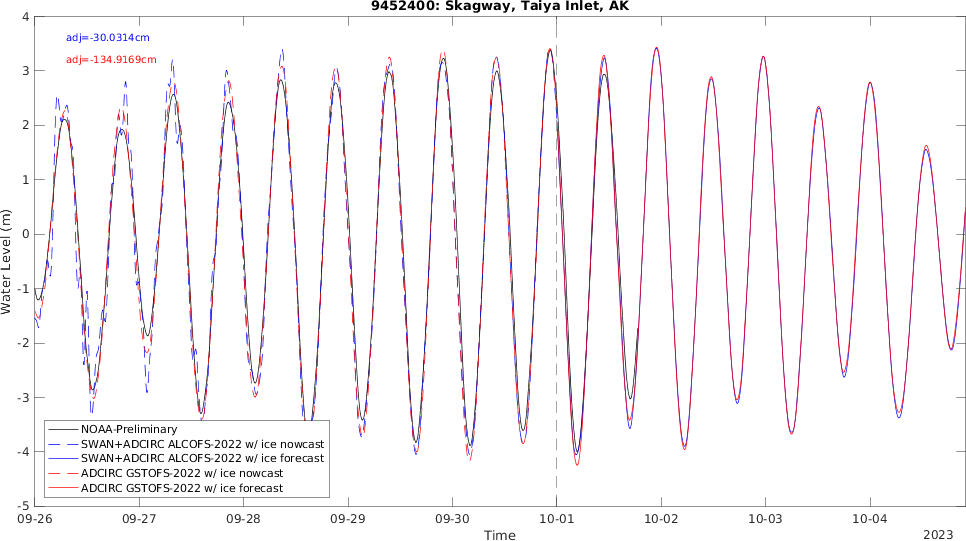 9452400: Skagway, Taiya Inlet, AK
adj=-30.0314cm
adj=-134.9169cm
4
3
2
1
0
-1
-2
-3
-4
-5
Water Level (m)
NOAA-Preliminary
SWAN+ADCIRC ALCOFS-2022 w/ ice nowcast
SWAN+ADCIRC ALCOFS-2022 w/ ice forecast
ADCIRC GSTOFS-2022 w/ ice nowcast
ADCIRC GSTOFS-2022 w/ ice forecast
09-26 09-27 09-28 09-29 09-30 10-01 10-02 10-03 10-04
Time
2023